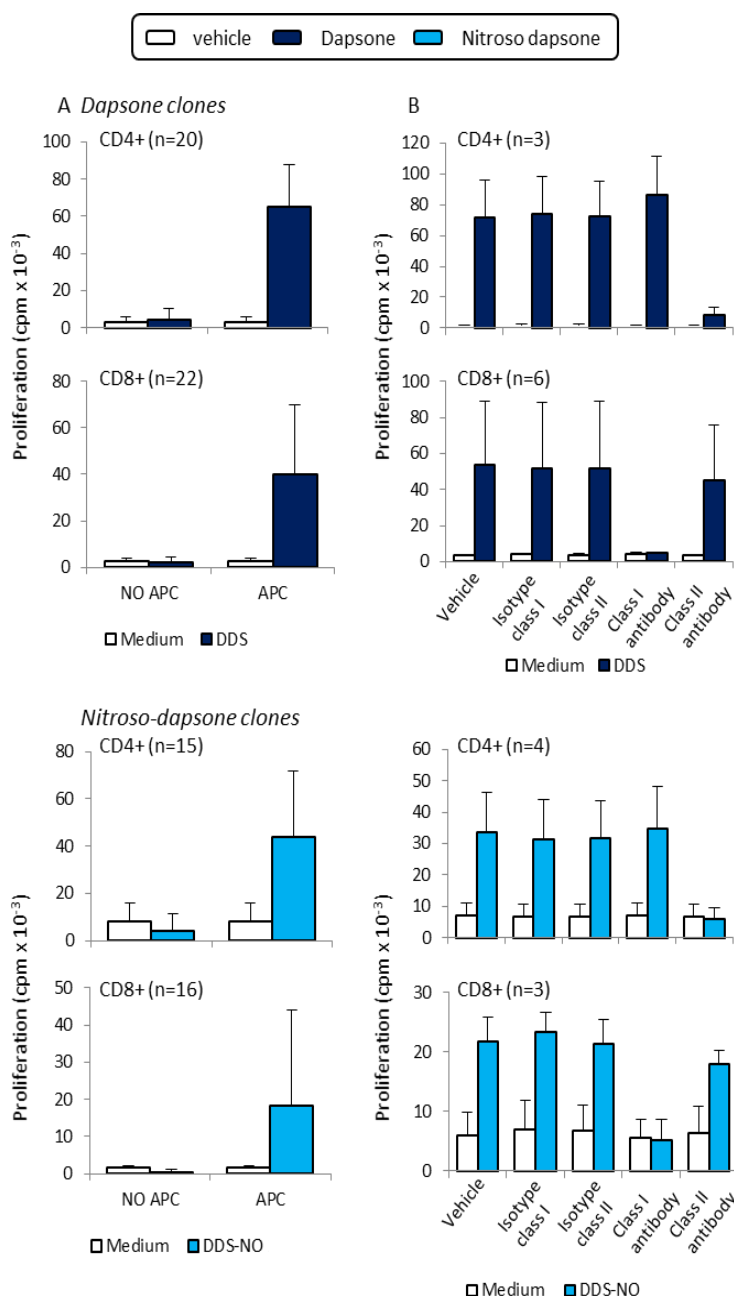 vehicle Dapsone Nitroso dapsone
A Dapsone clones
B
Proliferation (cpm x 10-3)
CD4+ (n=20)
100
80
60
40
20
0
CD8+ (n=22)
80
60
40
20
0
NO APC APC
Medium DDS
Proliferation (cpm x 10-3)
CD4+ (n=3)
120
100
80
60
40
20
0
CD8+ (n=6)
100
80
60
40
20
0
Vehicle
Isotype
class I
Isotype
class II
Class I
antibody
Class II
antibody
Medium DDS
Nitroso-dapsone clones
Proliferation (cpm x 10-3)
CD4+ (n=15)
80
60
40
20
0
CD8+ (n=16)
50
40
30
20
10
0
NO APC APC
Medium DDS-NO
Proliferation (cpm x 10-3)
CD4+ (n=4)
60
50
40
30
20
10
0
CD8+ (n=3)
30
20
10
0
Vehicle
Isotype
class I
Isotype
class II
Class I
antibody
Class II
antibody
Medium DDS-NO